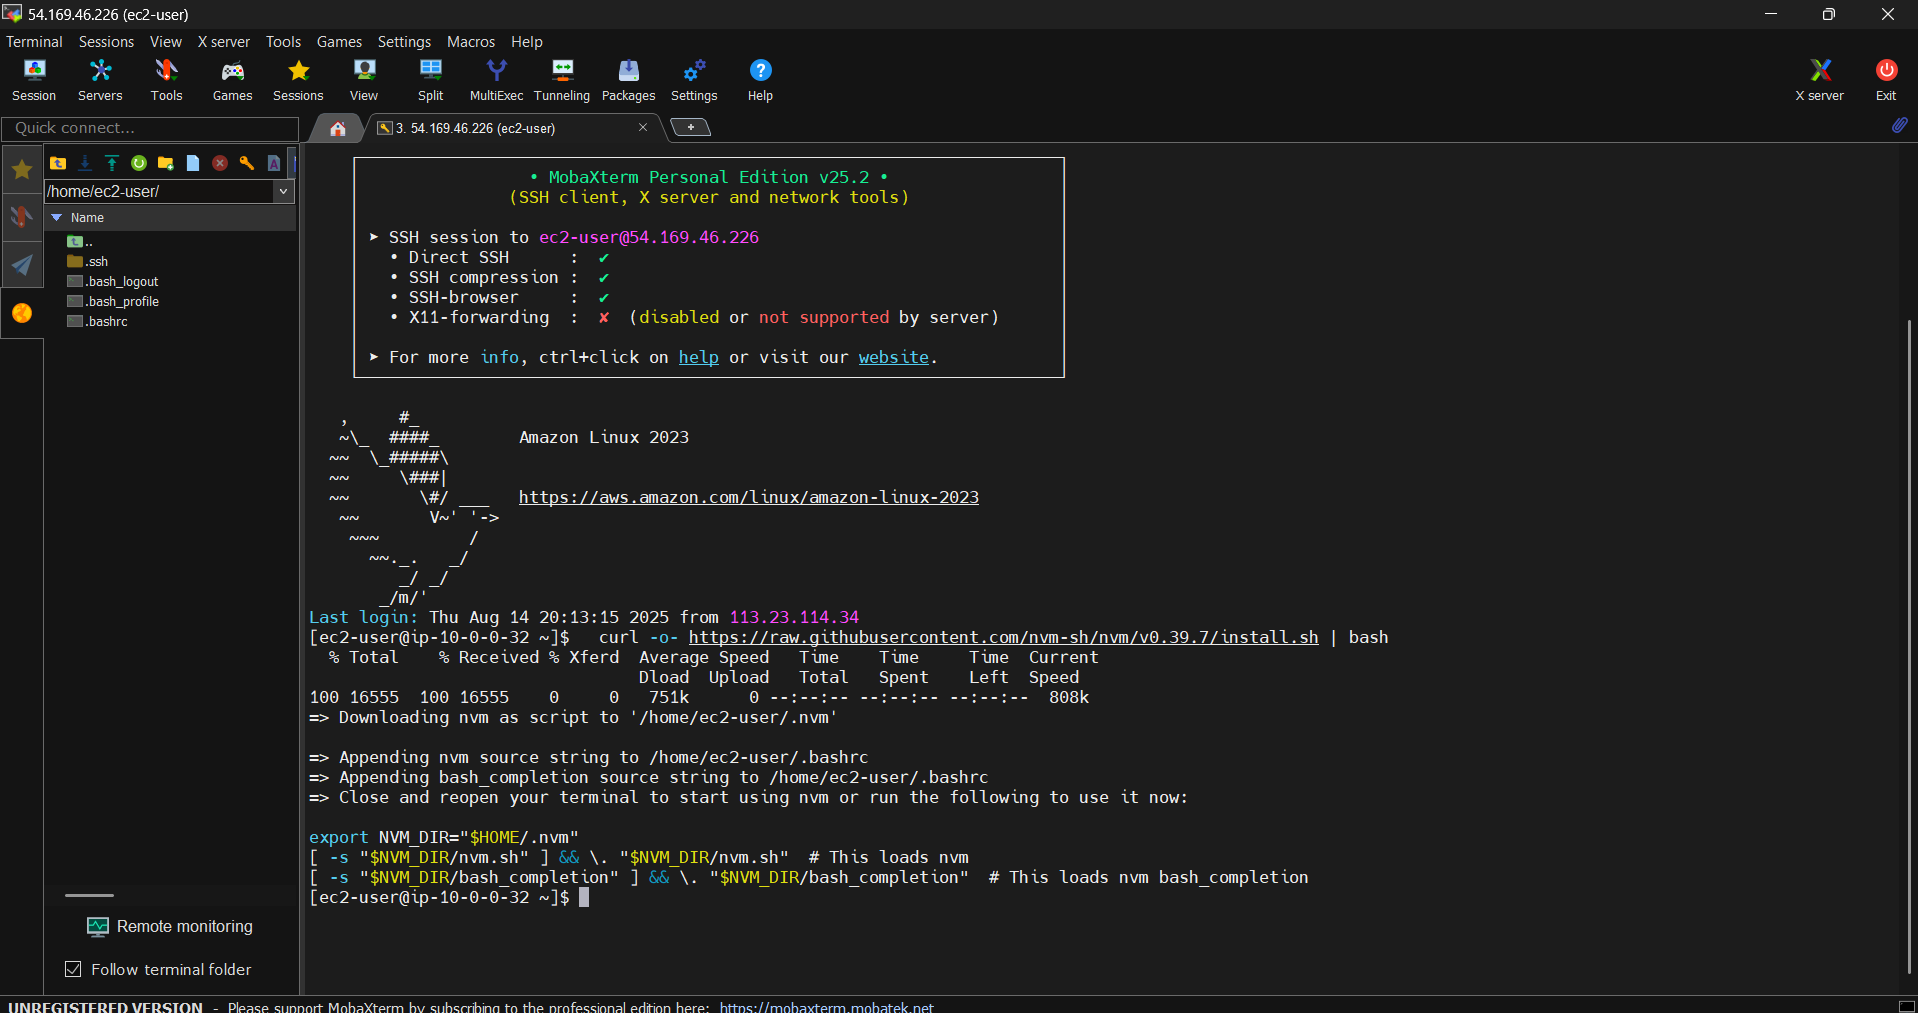 54.169.46.226 (ec2-user)
Terminal Sessions View X server Tools Games Settings Macros Help
Session Servers Tools Games Sessions View Split MultiExec Tunneling Packages Settings Help X server Exit
Quick connect...
3. 54.169.46.226 (ec2-user)
/home/ec2-user/
Name
..
.ssh
.bash_logout
.bash_profile
.bashrc
• MobaXterm Personal Edition v25.2 •
(SSH client, X server and network tools)
➤ SSH session to ec2-user@54.169.46.226
• Direct SSH : ✔
• SSH compression : ✔
• SSH-browser : ✔
• X11-forwarding : ✘ (disabled or not supported by server)
➤ For more info, ctrl+click on help or visit our website.
, #_
~\_ ####_ Amazon Linux 2023
~~ \_#####\
~~ \###|
~~ \#/ ___ https://aws.amazon.com/linux/amazon-linux-2023
~~ V~' '->
~~~ /
~~._. _/
_/ _/
_/m/'
Last login: Thu Aug 14 20:13:15 2025 from 113.23.114.34
[ec2-user@ip-10-0-0-32 ~]$ curl -o- https://raw.githubusercontent.com/nvm-sh/nvm/v0.39.7/install.sh | bash
% Total % Received % Xferd Average Speed Time Time Time Current
Dload Upload Total Spent Left Speed
100 16555 100 16555 0 0 751k 0 --:--:-- --:--:-- --:--:-- 808k
=> Downloading nvm as script to '/home/ec2-user/.nvm'
=> Appending nvm source string to /home/ec2-user/.bashrc
=> Appending bash_completion source string to /home/ec2-user/.bashrc
=> Close and reopen your terminal to start using nvm or run the following to use it now:
export NVM_DIR="$HOME/.nvm"
[ -s "$NVM_DIR/nvm.sh" ] && \. "$NVM_DIR/nvm.sh" # This loads nvm
[ -s "$NVM_DIR/bash_completion" ] && \. "$NVM_DIR/bash_completion" # This loads nvm bash_completion
[ec2-user@ip-10-0-0-32 ~]$
Remote monitoring
Follow terminal folder
UNREGISTERED VERSION - Please support MobaXterm by subscribing to the professional edition here: https://mobaxterm.mobatek.net